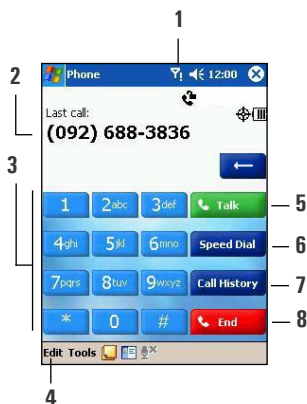 1
Phone 12:00
2
Last call:
(092) 688-3836
3
1 2abc 3def Talk 5
4ghi 5jkl 6mno Speed Dial 6
7pqrs 8tuv 9wxyz Call History 7
* 0 # End 8
Edit Tools
4